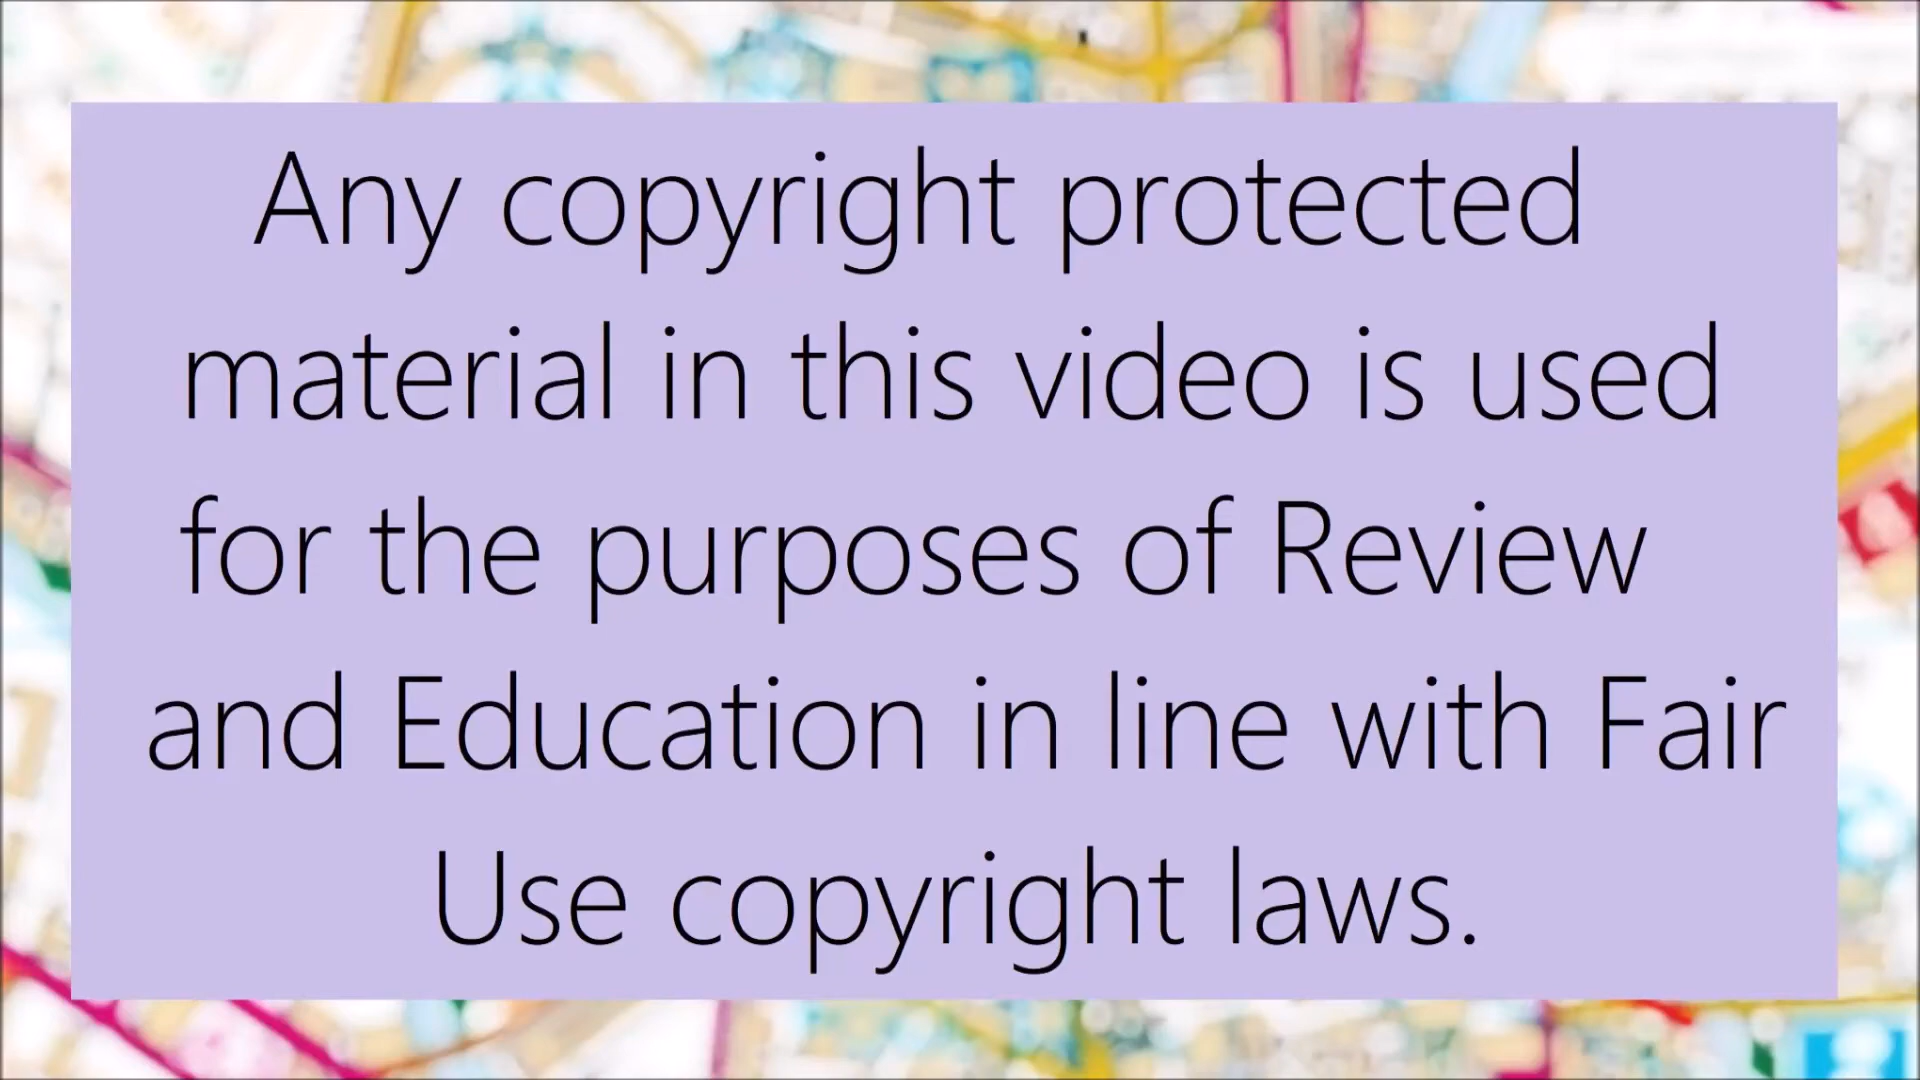 Any copyright protected
material in this video is used
for the purposes of Review
and Education in line with Fair
Use copyright laws.